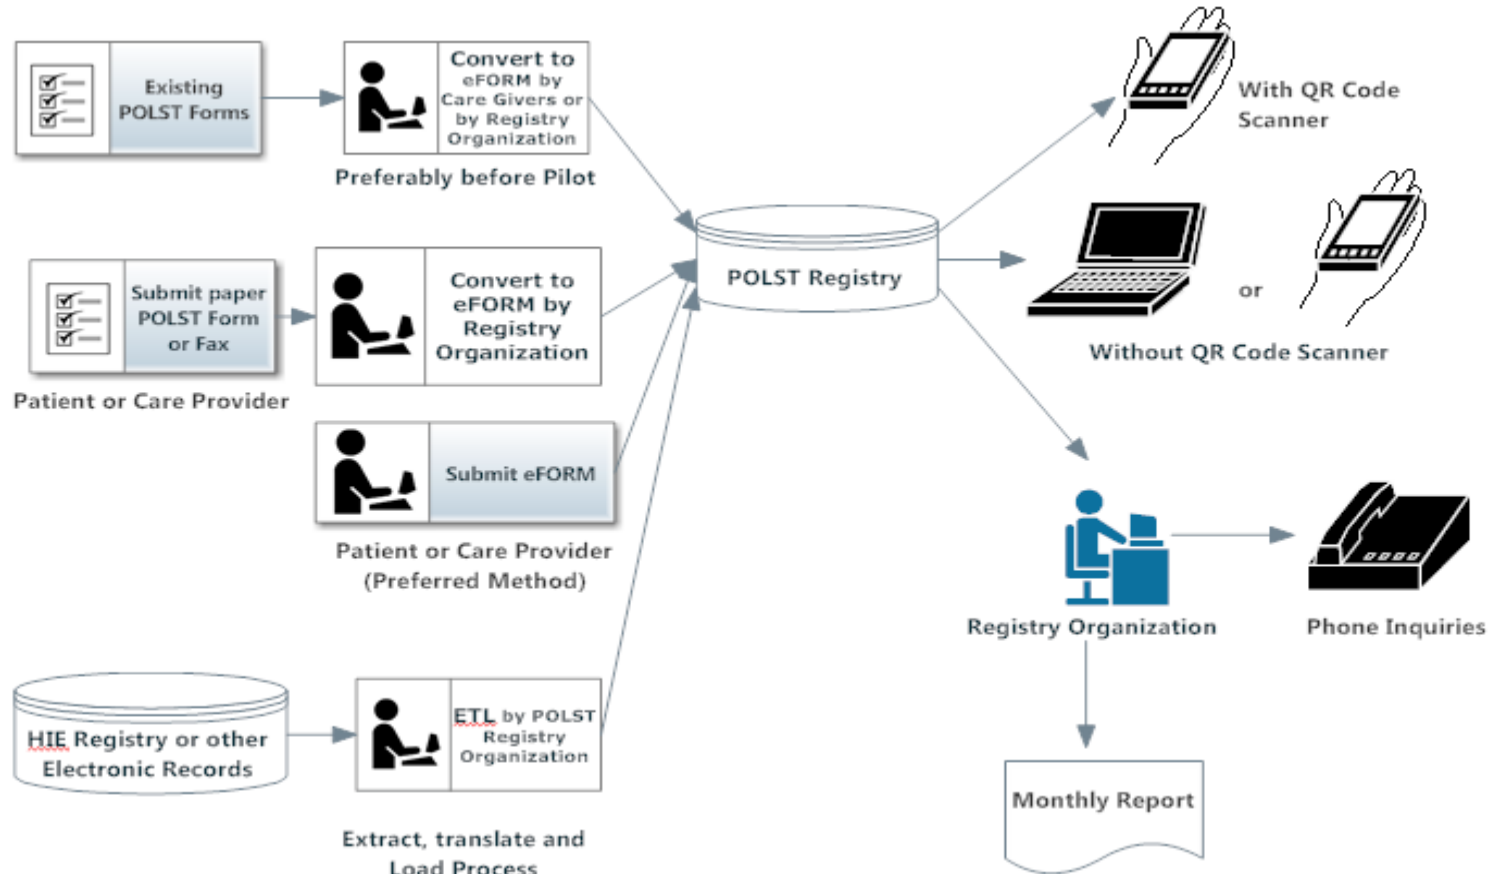 Existing
POLST Forms
Convert to
eFORM by
Care Givers or
by Registry
Organization
Preferably before Pilot
With QR Code
Scanner
Submit paper
POLST Form
or Fax
Patient or Care Provider
Convert to
eFORM by
Registry
Organization
POLST Registry
or
Without QR Code Scanner
Submit eFORM
Patient or Care Provider
(Preferred Method)
Registry Organization
Phone Inquiries
HIE Registry or other
Electronic Records
ETL by POLST
Registry
Organization
Extract, translate and
Load Process
Monthly Report